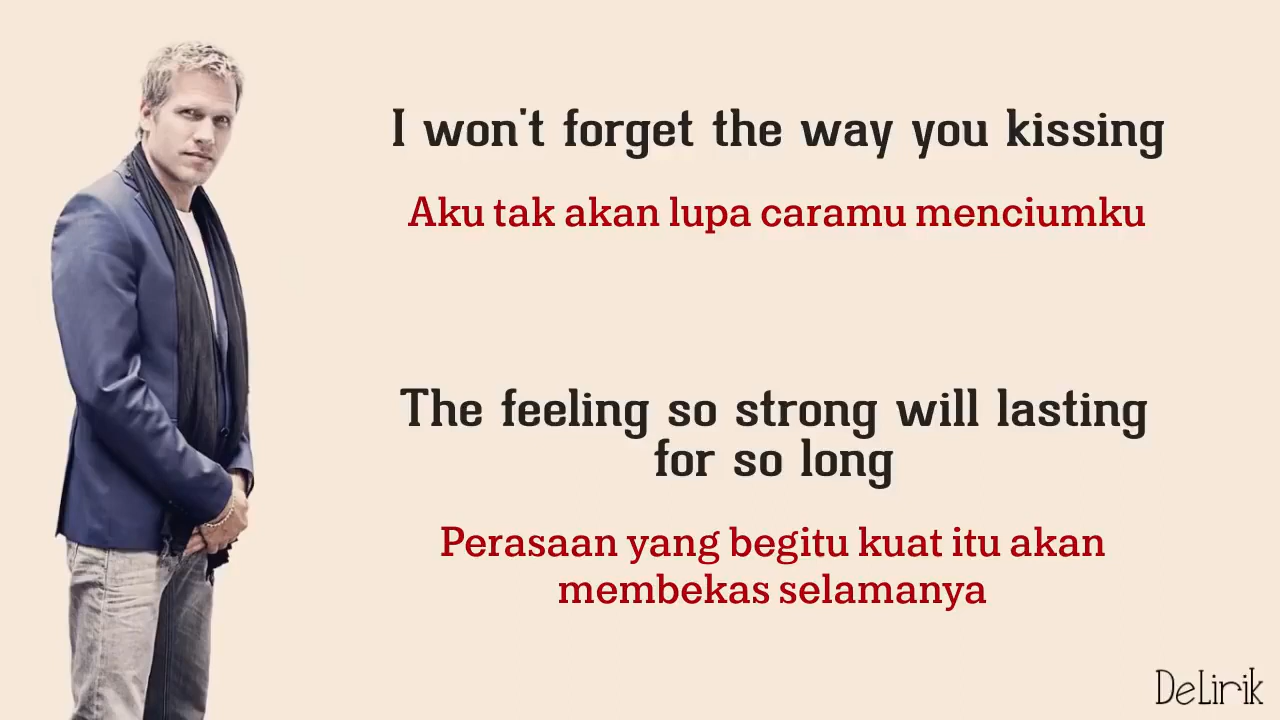 I won't forget the way you kissing
Aku tak akan lupa caramu menciumku
The feeling so strong will lasting
for so long
Perasaan yang begitu kuat itu akan
membekas selamanya
DeLirik